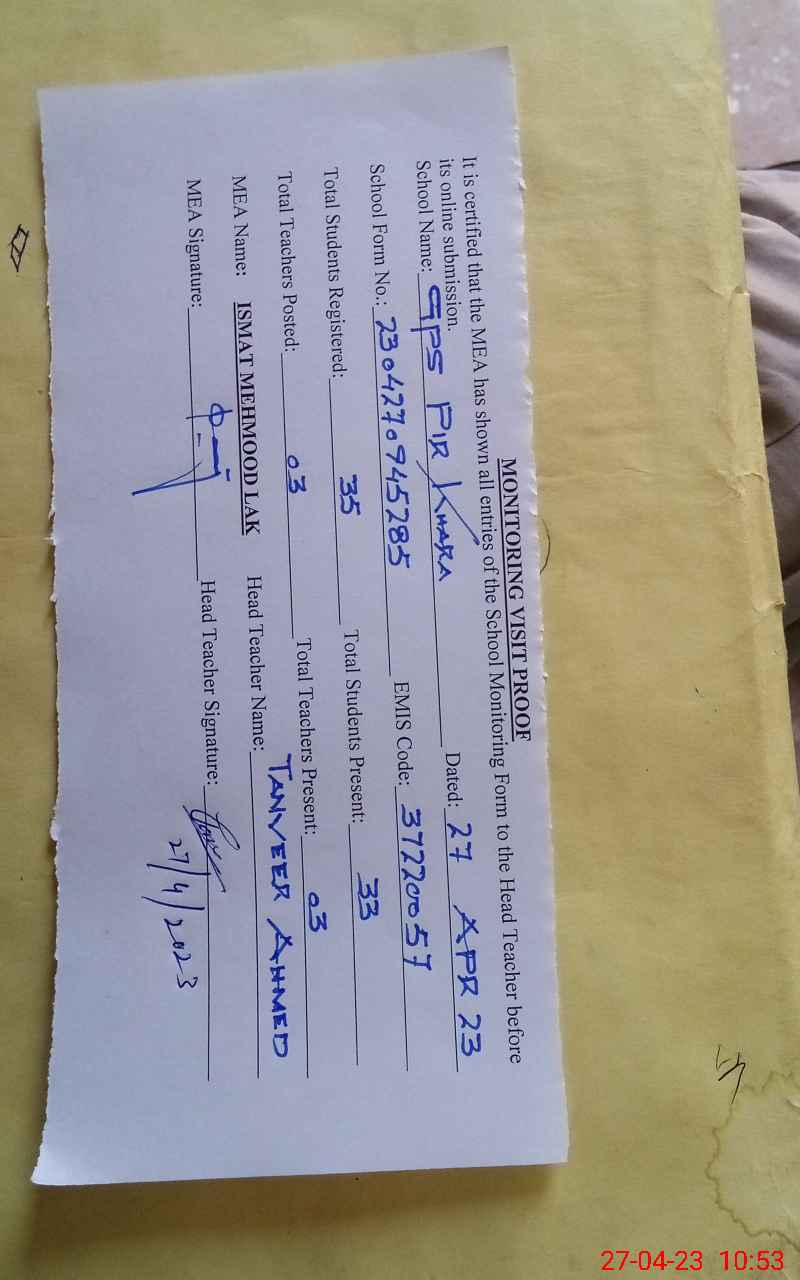 MONITORING VISIT PROOF
It is certified that the MEA has shown all entries of the School Monitoring Form to the Head Teacher before
its online submission.
School Name: GPS PIR KHARA Dated: 27 APR 23
School Form No.: 230427094 5285 EMIS Code: 37220057
Total Students Registered: 35 Total Students Present: 33
Total Teachers Posted: 03 Total Teachers Present: 03
MEA Name: ISMAT MEHMOOD LAK Head Teacher Name: TANVEER AHMED
MEA Signature: Head Teacher Signature:
27/4/2023
27-04-23 10:53